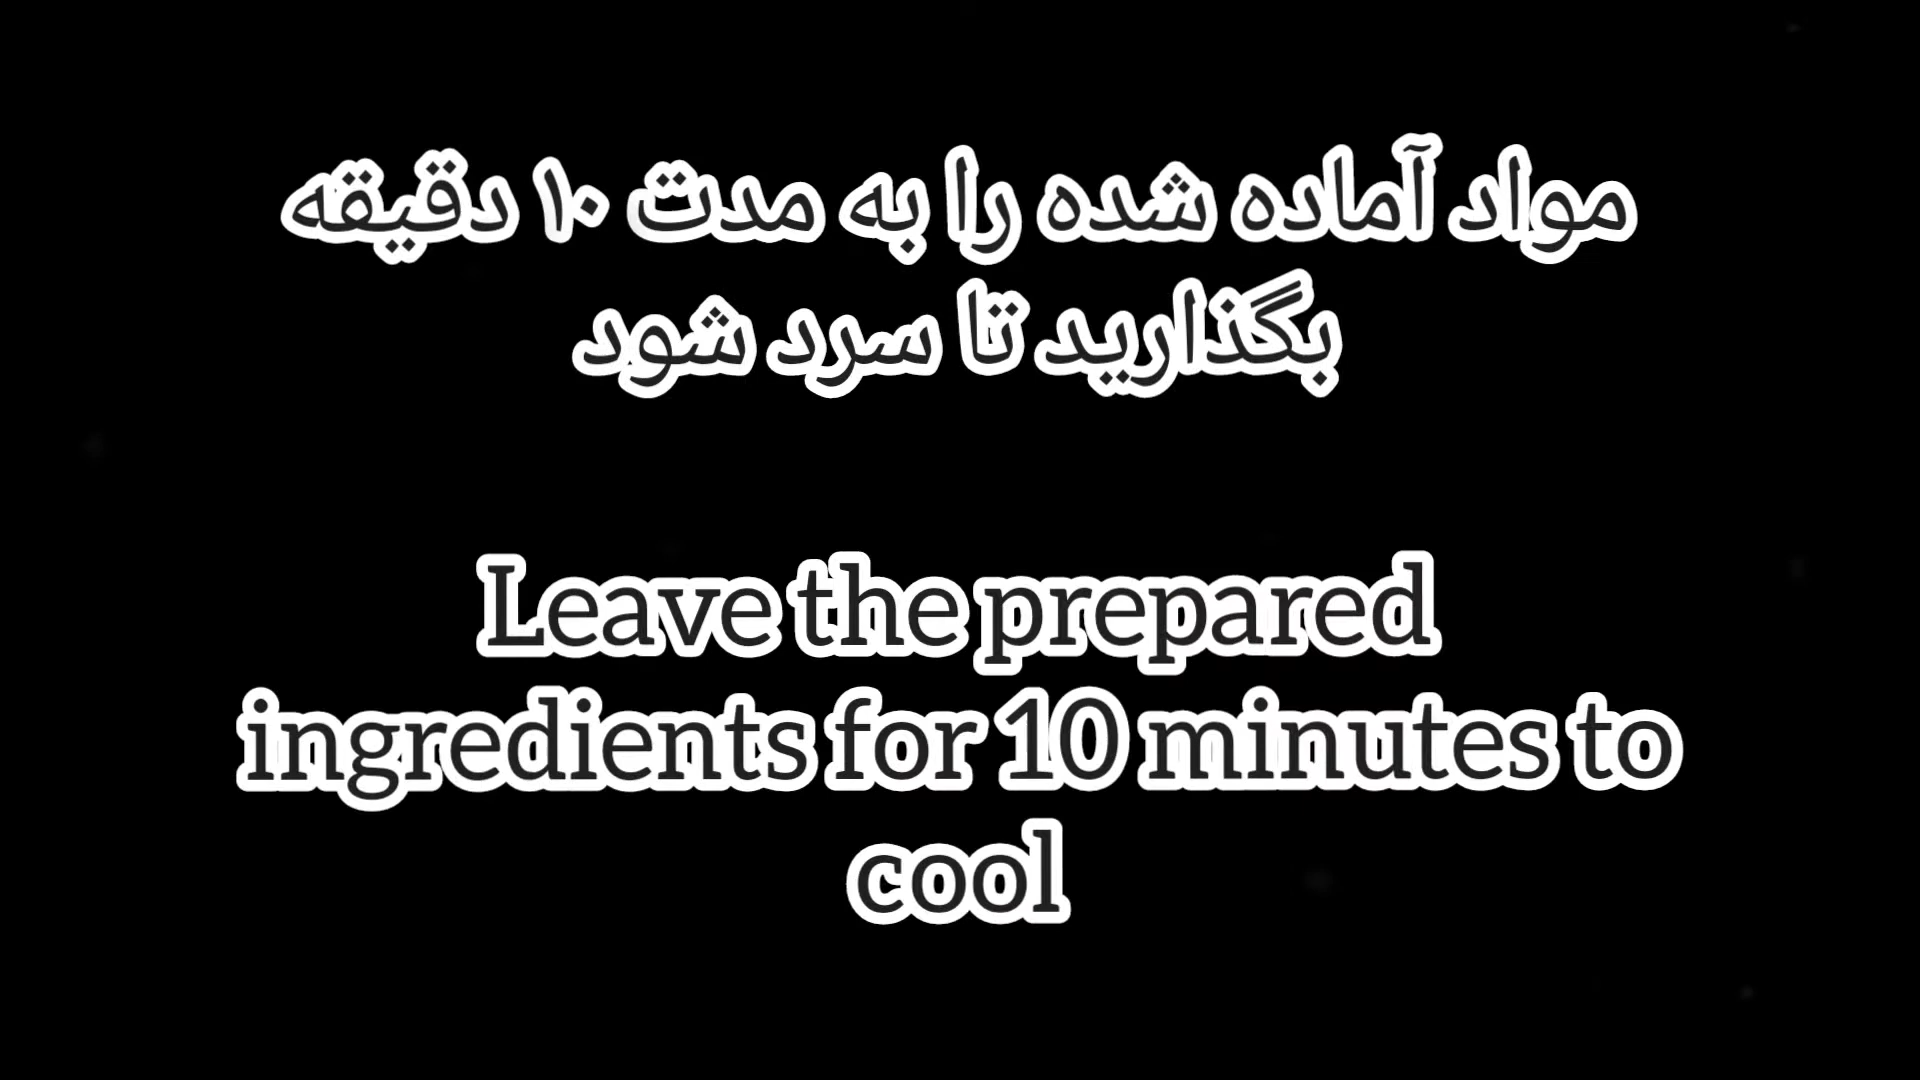 مواد آماده شده را به مدت ۱۰ دقیقه
بگذارید تا سرد شود
Leave the prepared
ingredients for 10 minutes to
cool